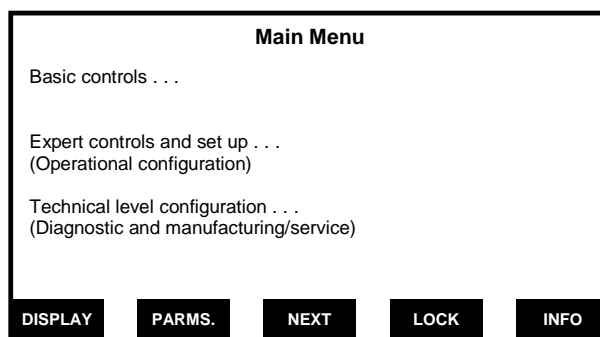 Main Menu
Basic controls . . .
Expert controls and set up . . .
(Operational configuration)
Technical level configuration . . .
(Diagnostic and manufacturing/service)
DISPLAY PARMS. NEXT LOCK INFO